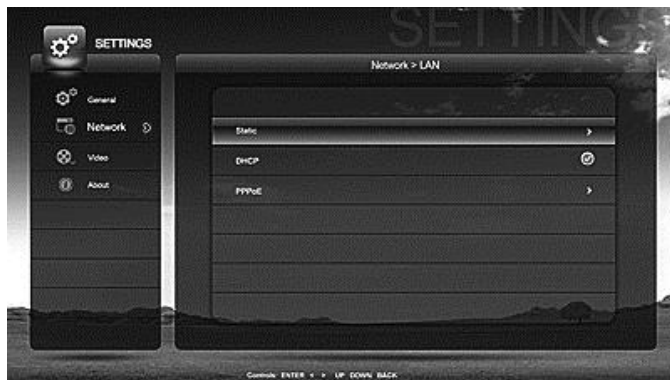 SETTINGS
SETTINGS
Network > LAN
General
Network
Video
About
Static
DHCP
PPPoE
Controls: ENTER < > UP DOWN BACK